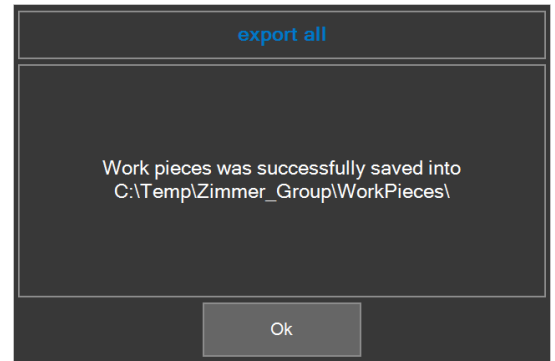 export all
Work pieces was successfully saved into
C:\Temp\Zimmer_Group\WorkPieces\
Ok